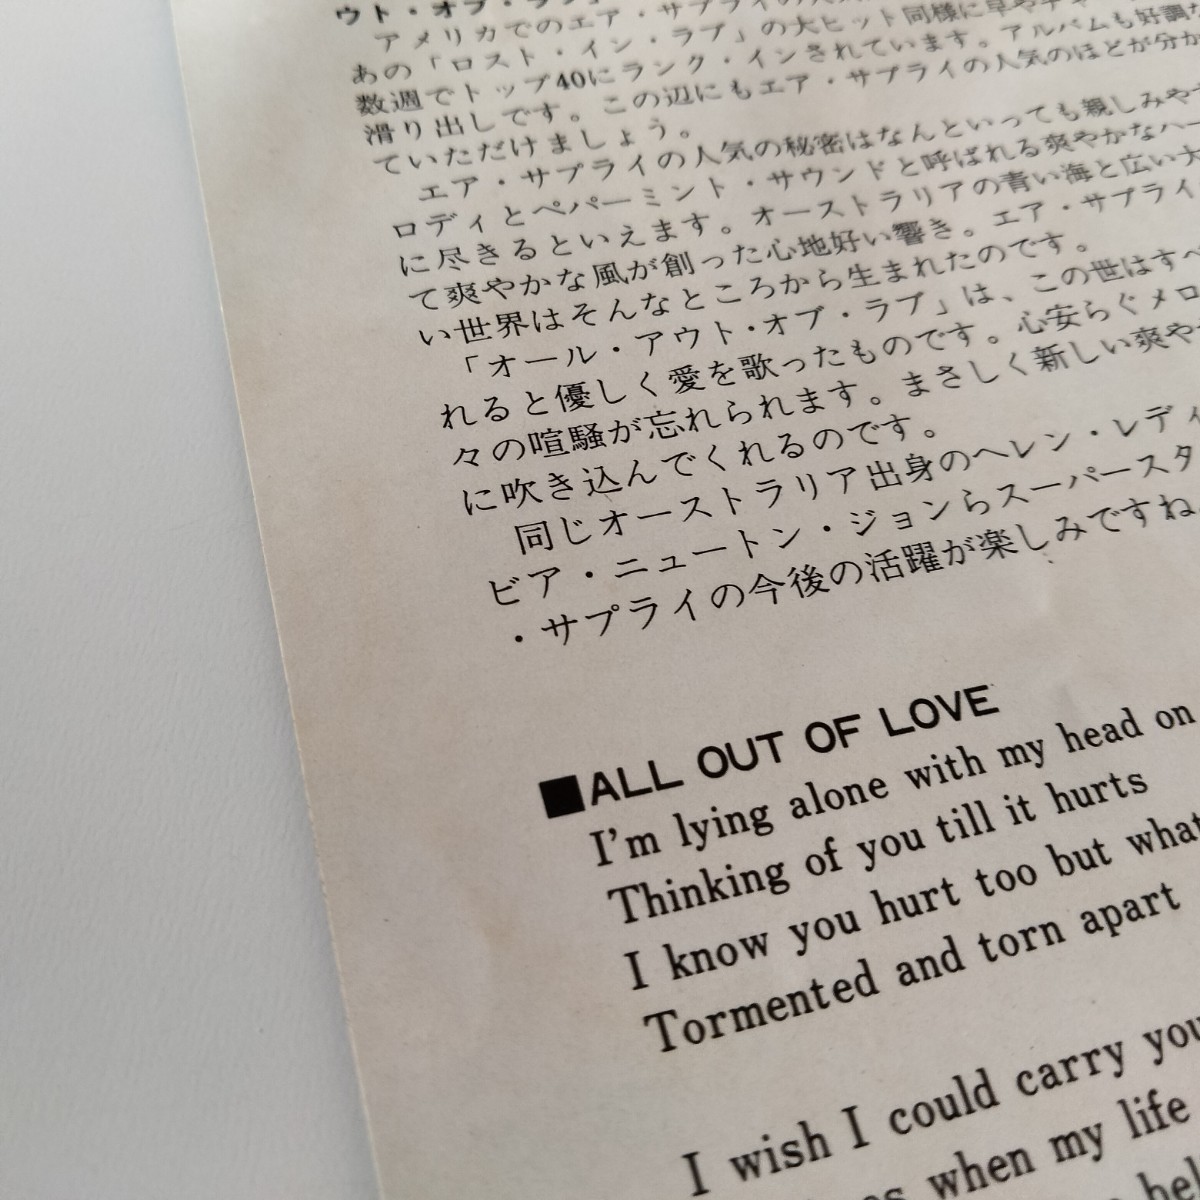 ウト・オブ・ラ
アメリカでのエア・サプライの
あの「ロスト・イン・ラブ」の大ヒット同様に早や
数週でトップ40にランク・インされています。アルバムも好調な
滑り出しです。この辺にもエア・サプライの人気のほどが分か
ていただけましょう。
エア・サプライの人気の秘密はなんといっても親しみや
ロディとペパーミント・サウンドと呼ばれる爽やかなハー
に尽きるといえます。オーストラリアの青い海と広い大
て爽やかな風が創った心地好い響き。エア・サプライ
い世界はそんなところから生まれたのです。
「オール・アウト・オブ・ラブ」は、この世はすべ
れると優しく愛を歌ったものです。心安らぐメロ
々の喧騒が忘れられます。まさしく新しい爽や
に吹き込んでくれるのです。
同じオーストラリア出身のヘレン・レディ
ビア・ニュートン・ジョンらスーパースタ
・サプライの今後の活躍が楽しみですね。
■ALL OUT OF LOVE
I'm lying alone with my head on
Thinking of you till it hurts
I know you hurt too but what
Tormented and torn apart
I wish I could carry you
when my life